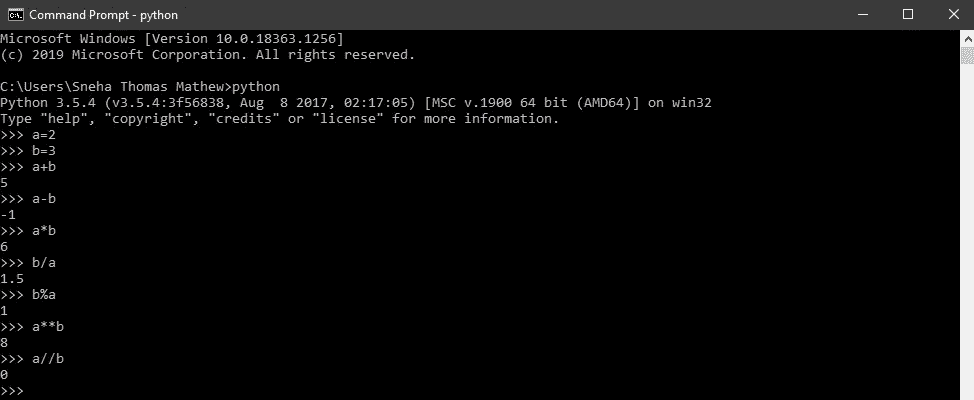 Command Prompt - python
Microsoft Windows [Version 10.0.18363.1256]
(c) 2019 Microsoft Corporation. All rights reserved.
C:\Users\Sneha Thomas Mathew>python
Python 3.5.4 (v3.5.4:3f56838, Aug  8 2017, 02:17:05) [MSC v.1900 64 bit (AMD64)] on win32
Type "help", "copyright", "credits" or "license" for more information.
>>> a=2
>>> b=3
>>> a+b
5
>>> a-b
-1
>>> a*b
6
>>> b/a
1.5
>>> b%a
1
>>> a**b
8
>>> a//b
0
>>>